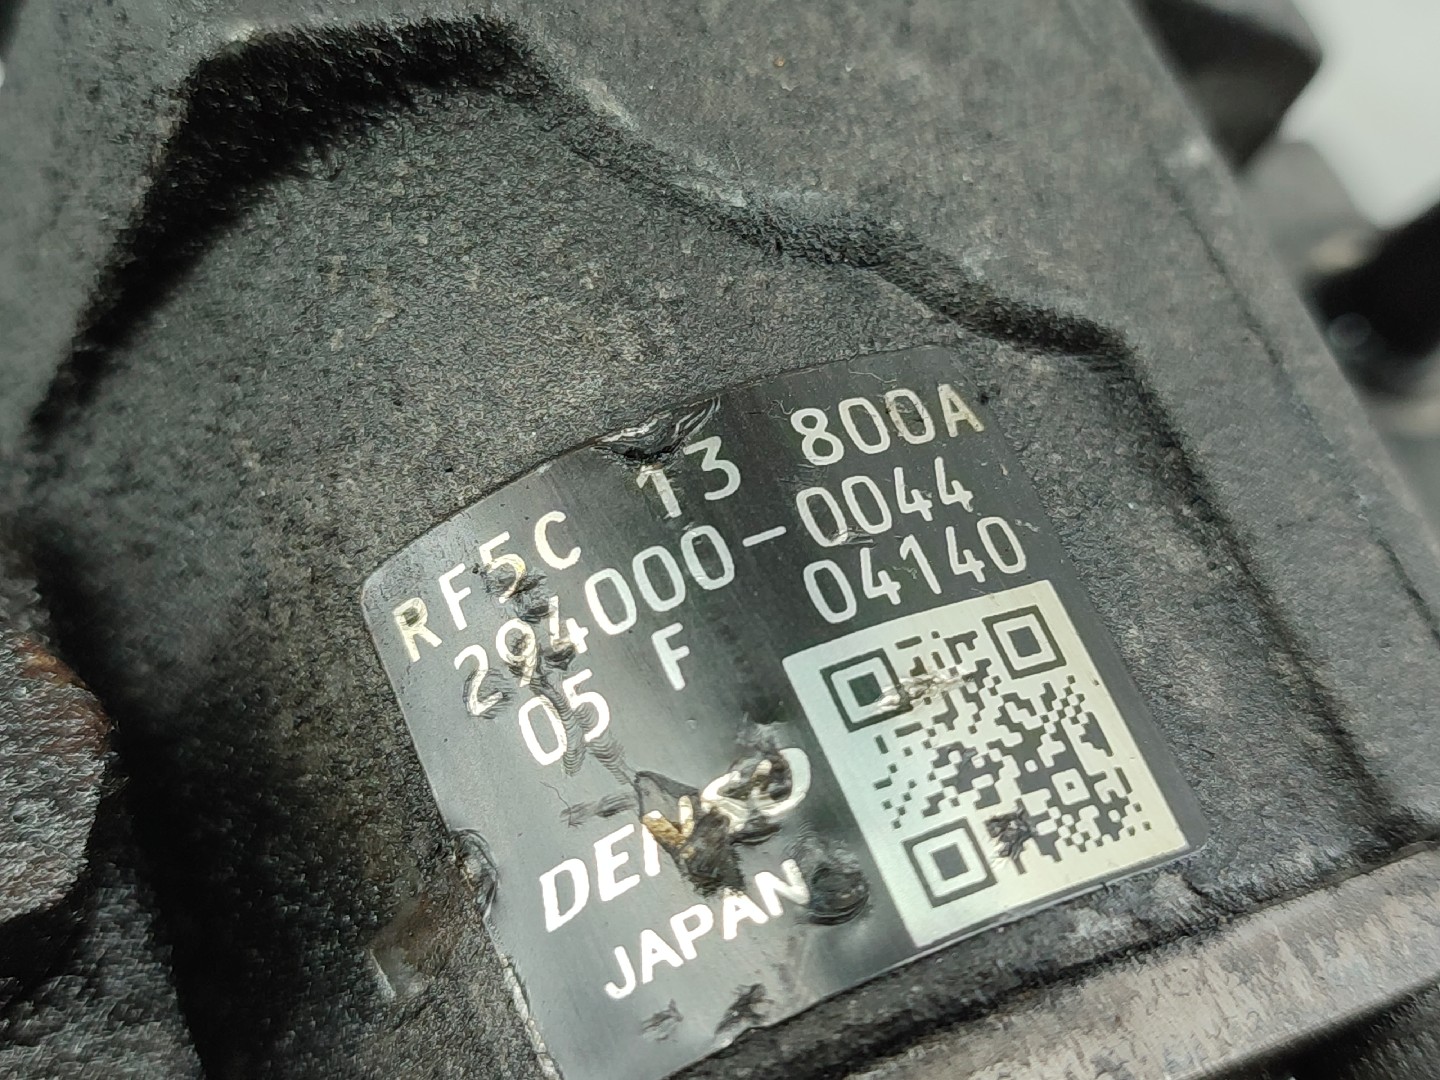 RF5C 13 800A
294000-0044
05 F 04140
DENSO
JAPAN